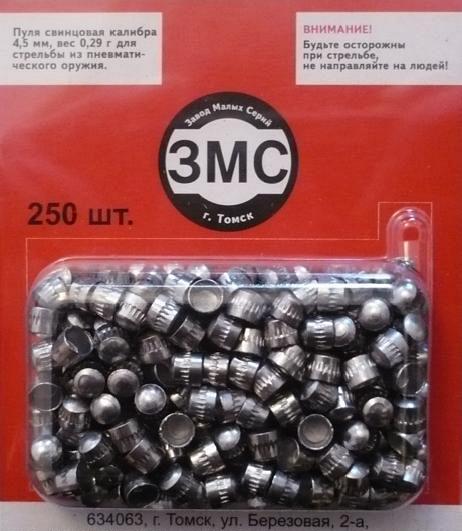 Пуля свинцовая калибра
4,5 мм, вес 0,29 г для
стрельбы из пневмати-
ческого оружия.
ВНИМАНИЕ!
Будьте осторожны
при стрельбе,
не направляйте на людей!
Завод Малых Серий
ЗМС
г. Томск
250 шт.
634063, г. Томск, ул. Березовая, 2-а,